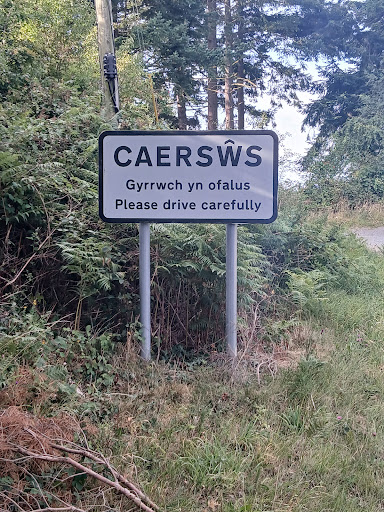 CAERSŴS
Gyrrwch yn ofalus
Please drive carefully